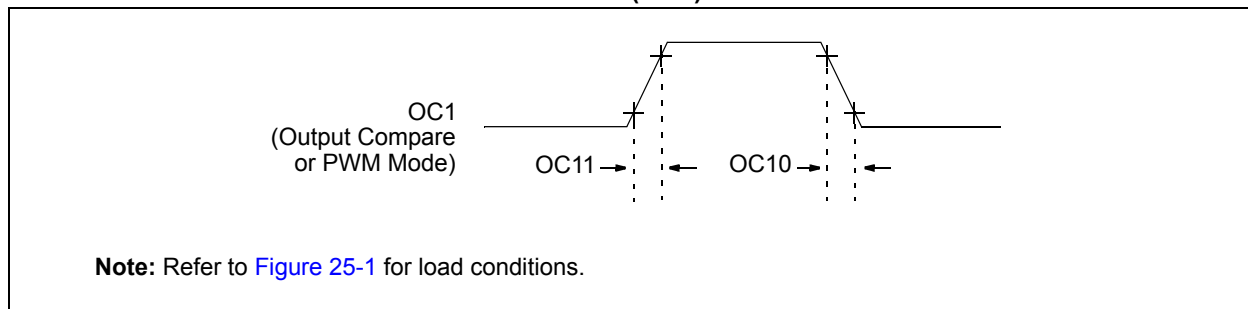 OC1
(Output Compare
or PWM Mode)
OC11
OC10
Note: Refer to Figure 25-1 for load conditions.